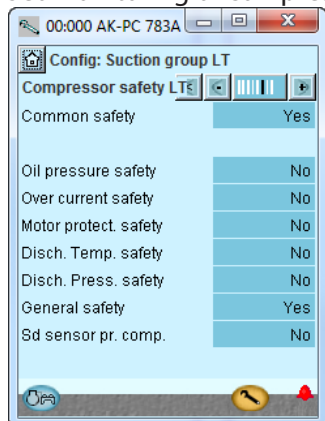 00:000 AK-PC 783A
Config: Suction group LT
Compressor safety LT
Common safety Yes
Oil pressure safety No
Over current safety No
Motor protect. safety No
Disch. Temp. safety No
Disch. Press. safety No
General safety Yes
Sd sensor pr. comp. No